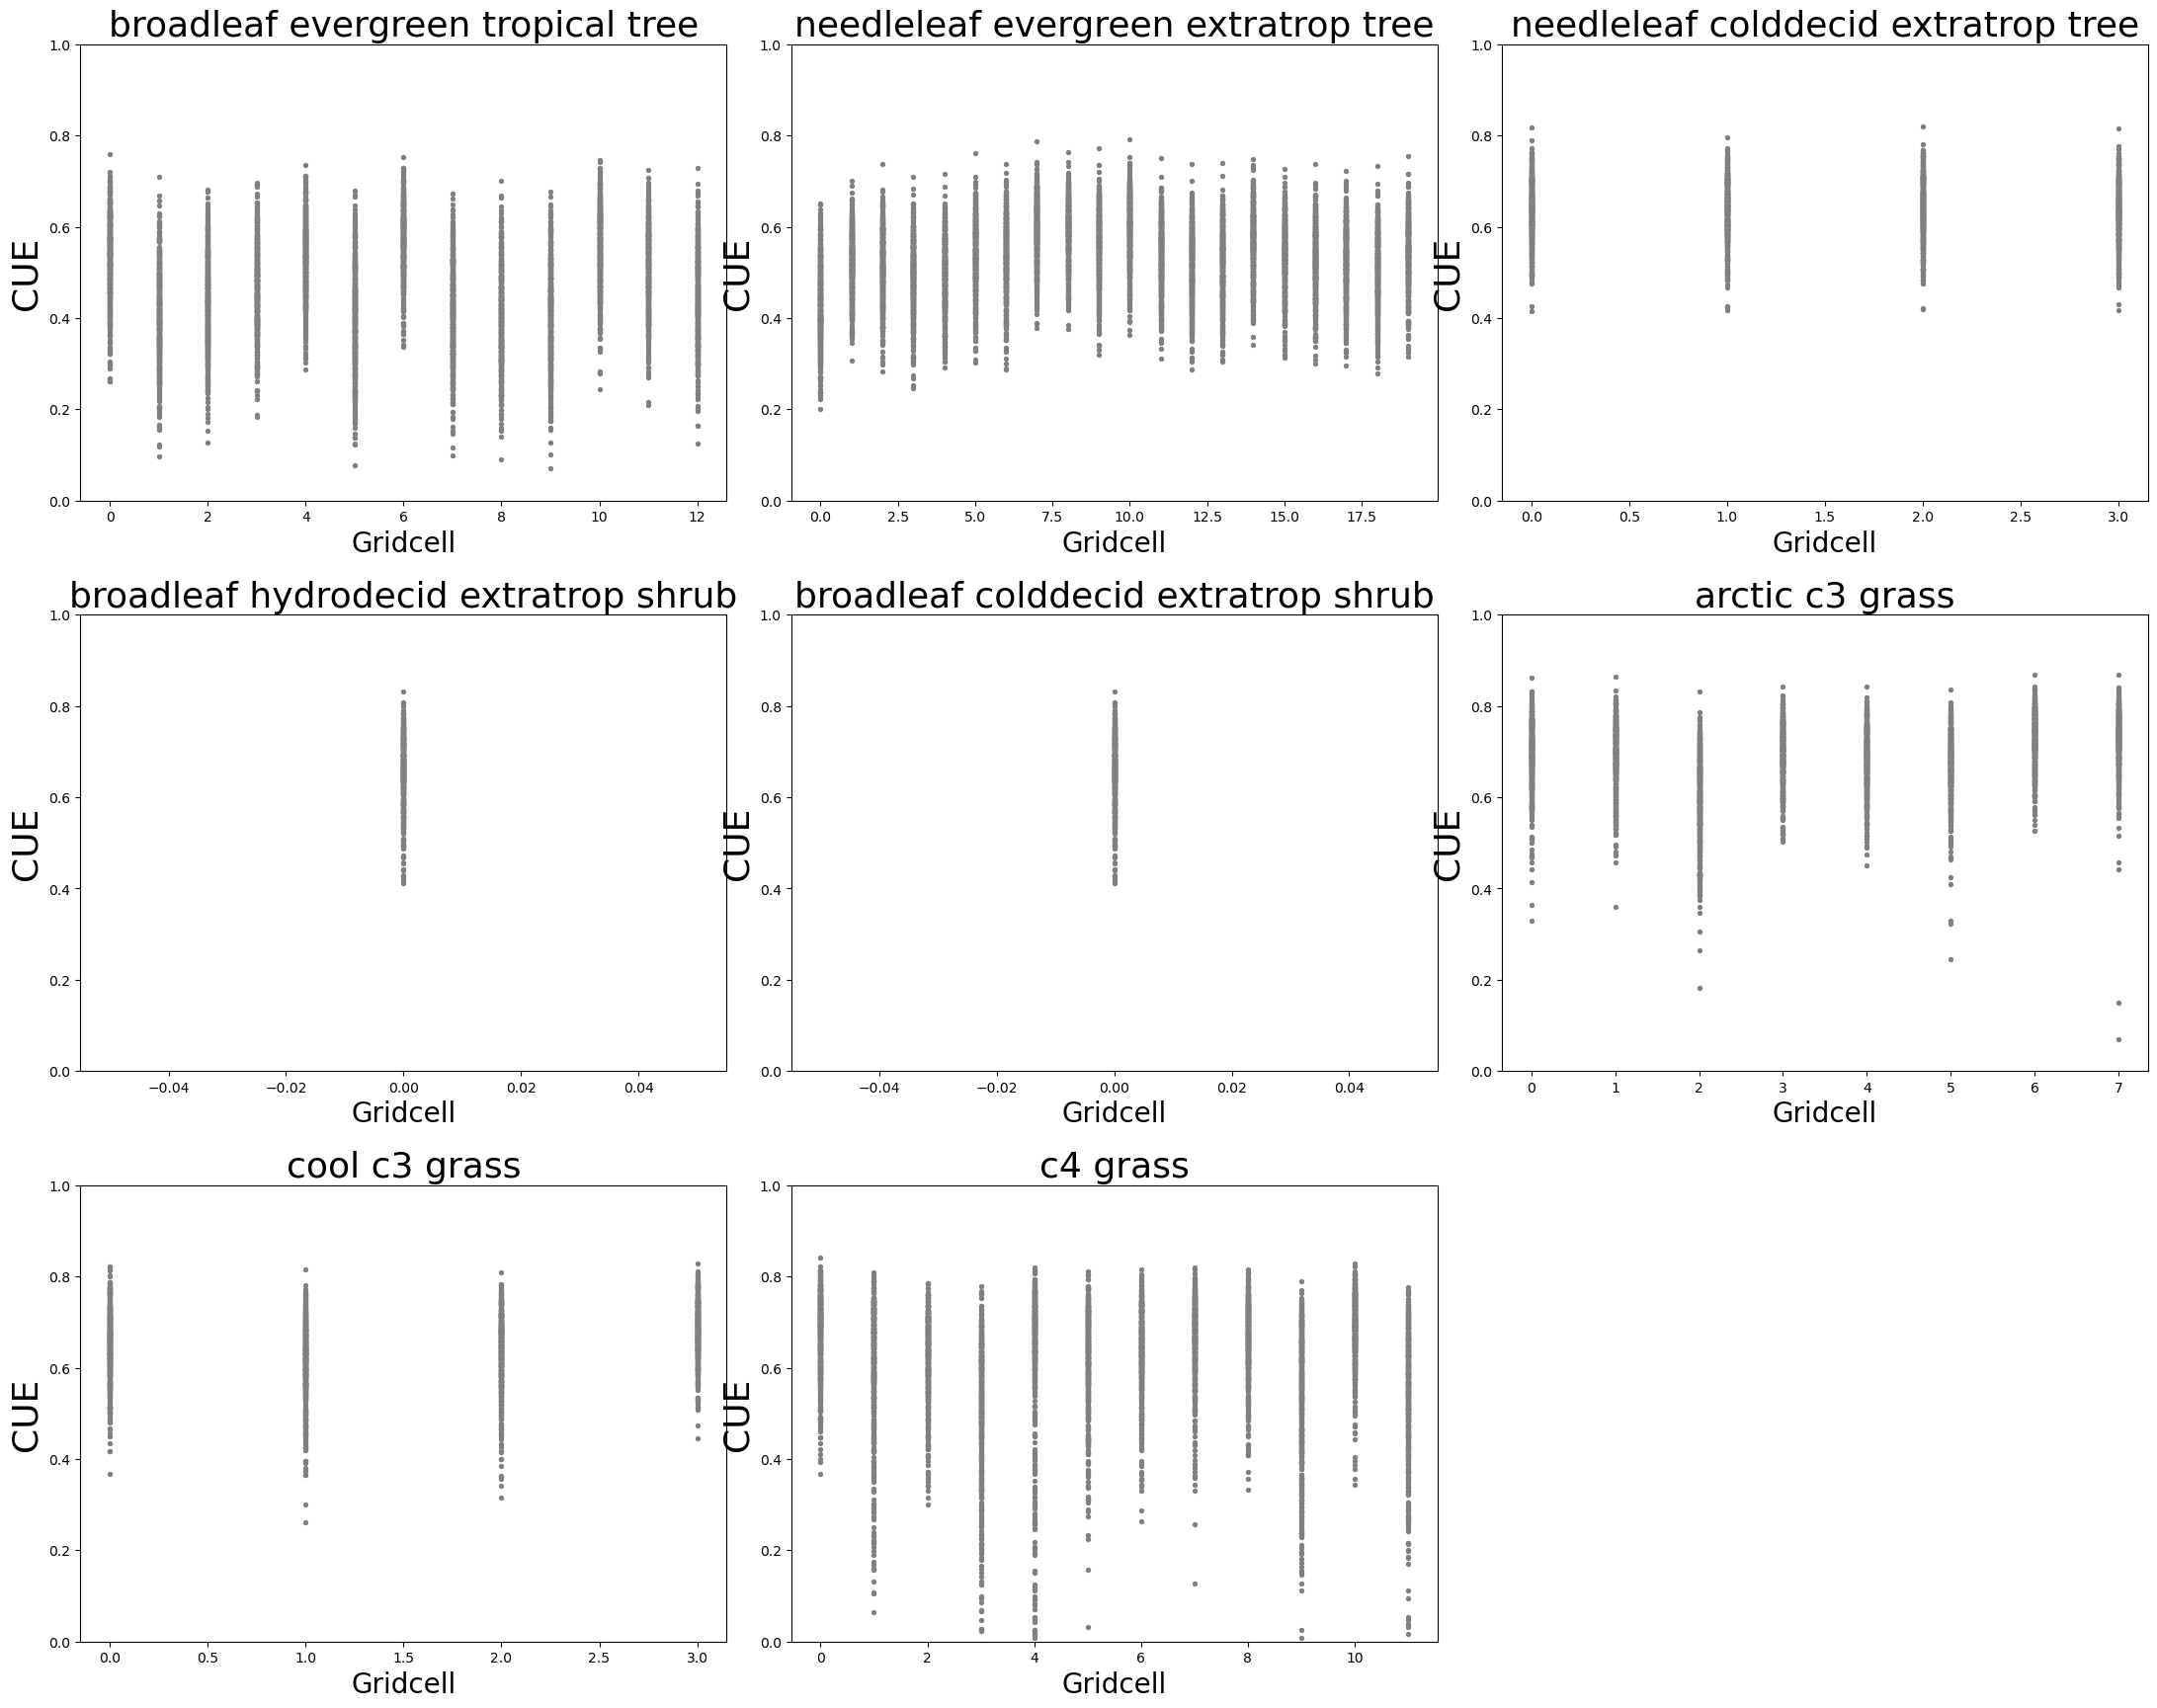 broadleaf evergreen tropical tree
1.0
0.8
0.6
0.4
0.2
0.0
CUE
0 2 4 6 8 10 12
Gridcell
needleleaf evergreen extratrop tree
1.0
0.8
0.6
0.4
0.2
0.0
CUE
0.0 2.5 5.0 7.5 10.0 12.5 15.0 17.5
Gridcell
needleleaf colddecid extratrop tree
1.0
0.8
0.6
0.4
0.2
0.0
CUE
0.0 0.5 1.0 1.5 2.0 2.5 3.0
Gridcell
broadleaf hydrodecid extratrop shrub
1.0
0.8
0.6
0.4
0.2
0.0
CUE
−0.04 −0.02 0.00 0.02 0.04
Gridcell
broadleaf colddecid extratrop shrub
1.0
0.8
0.6
0.4
0.2
0.0
CUE
−0.04 −0.02 0.00 0.02 0.04
Gridcell
arctic c3 grass
1.0
0.8
0.6
0.4
0.2
0.0
CUE
0 1 2 3 4 5 6 7
Gridcell
cool c3 grass
1.0
0.8
0.6
0.4
0.2
0.0
CUE
0.0 0.5 1.0 1.5 2.0 2.5 3.0
Gridcell
c4 grass
1.0
0.8
0.6
0.4
0.2
0.0
CUE
0 2 4 6 8 10
Gridcell